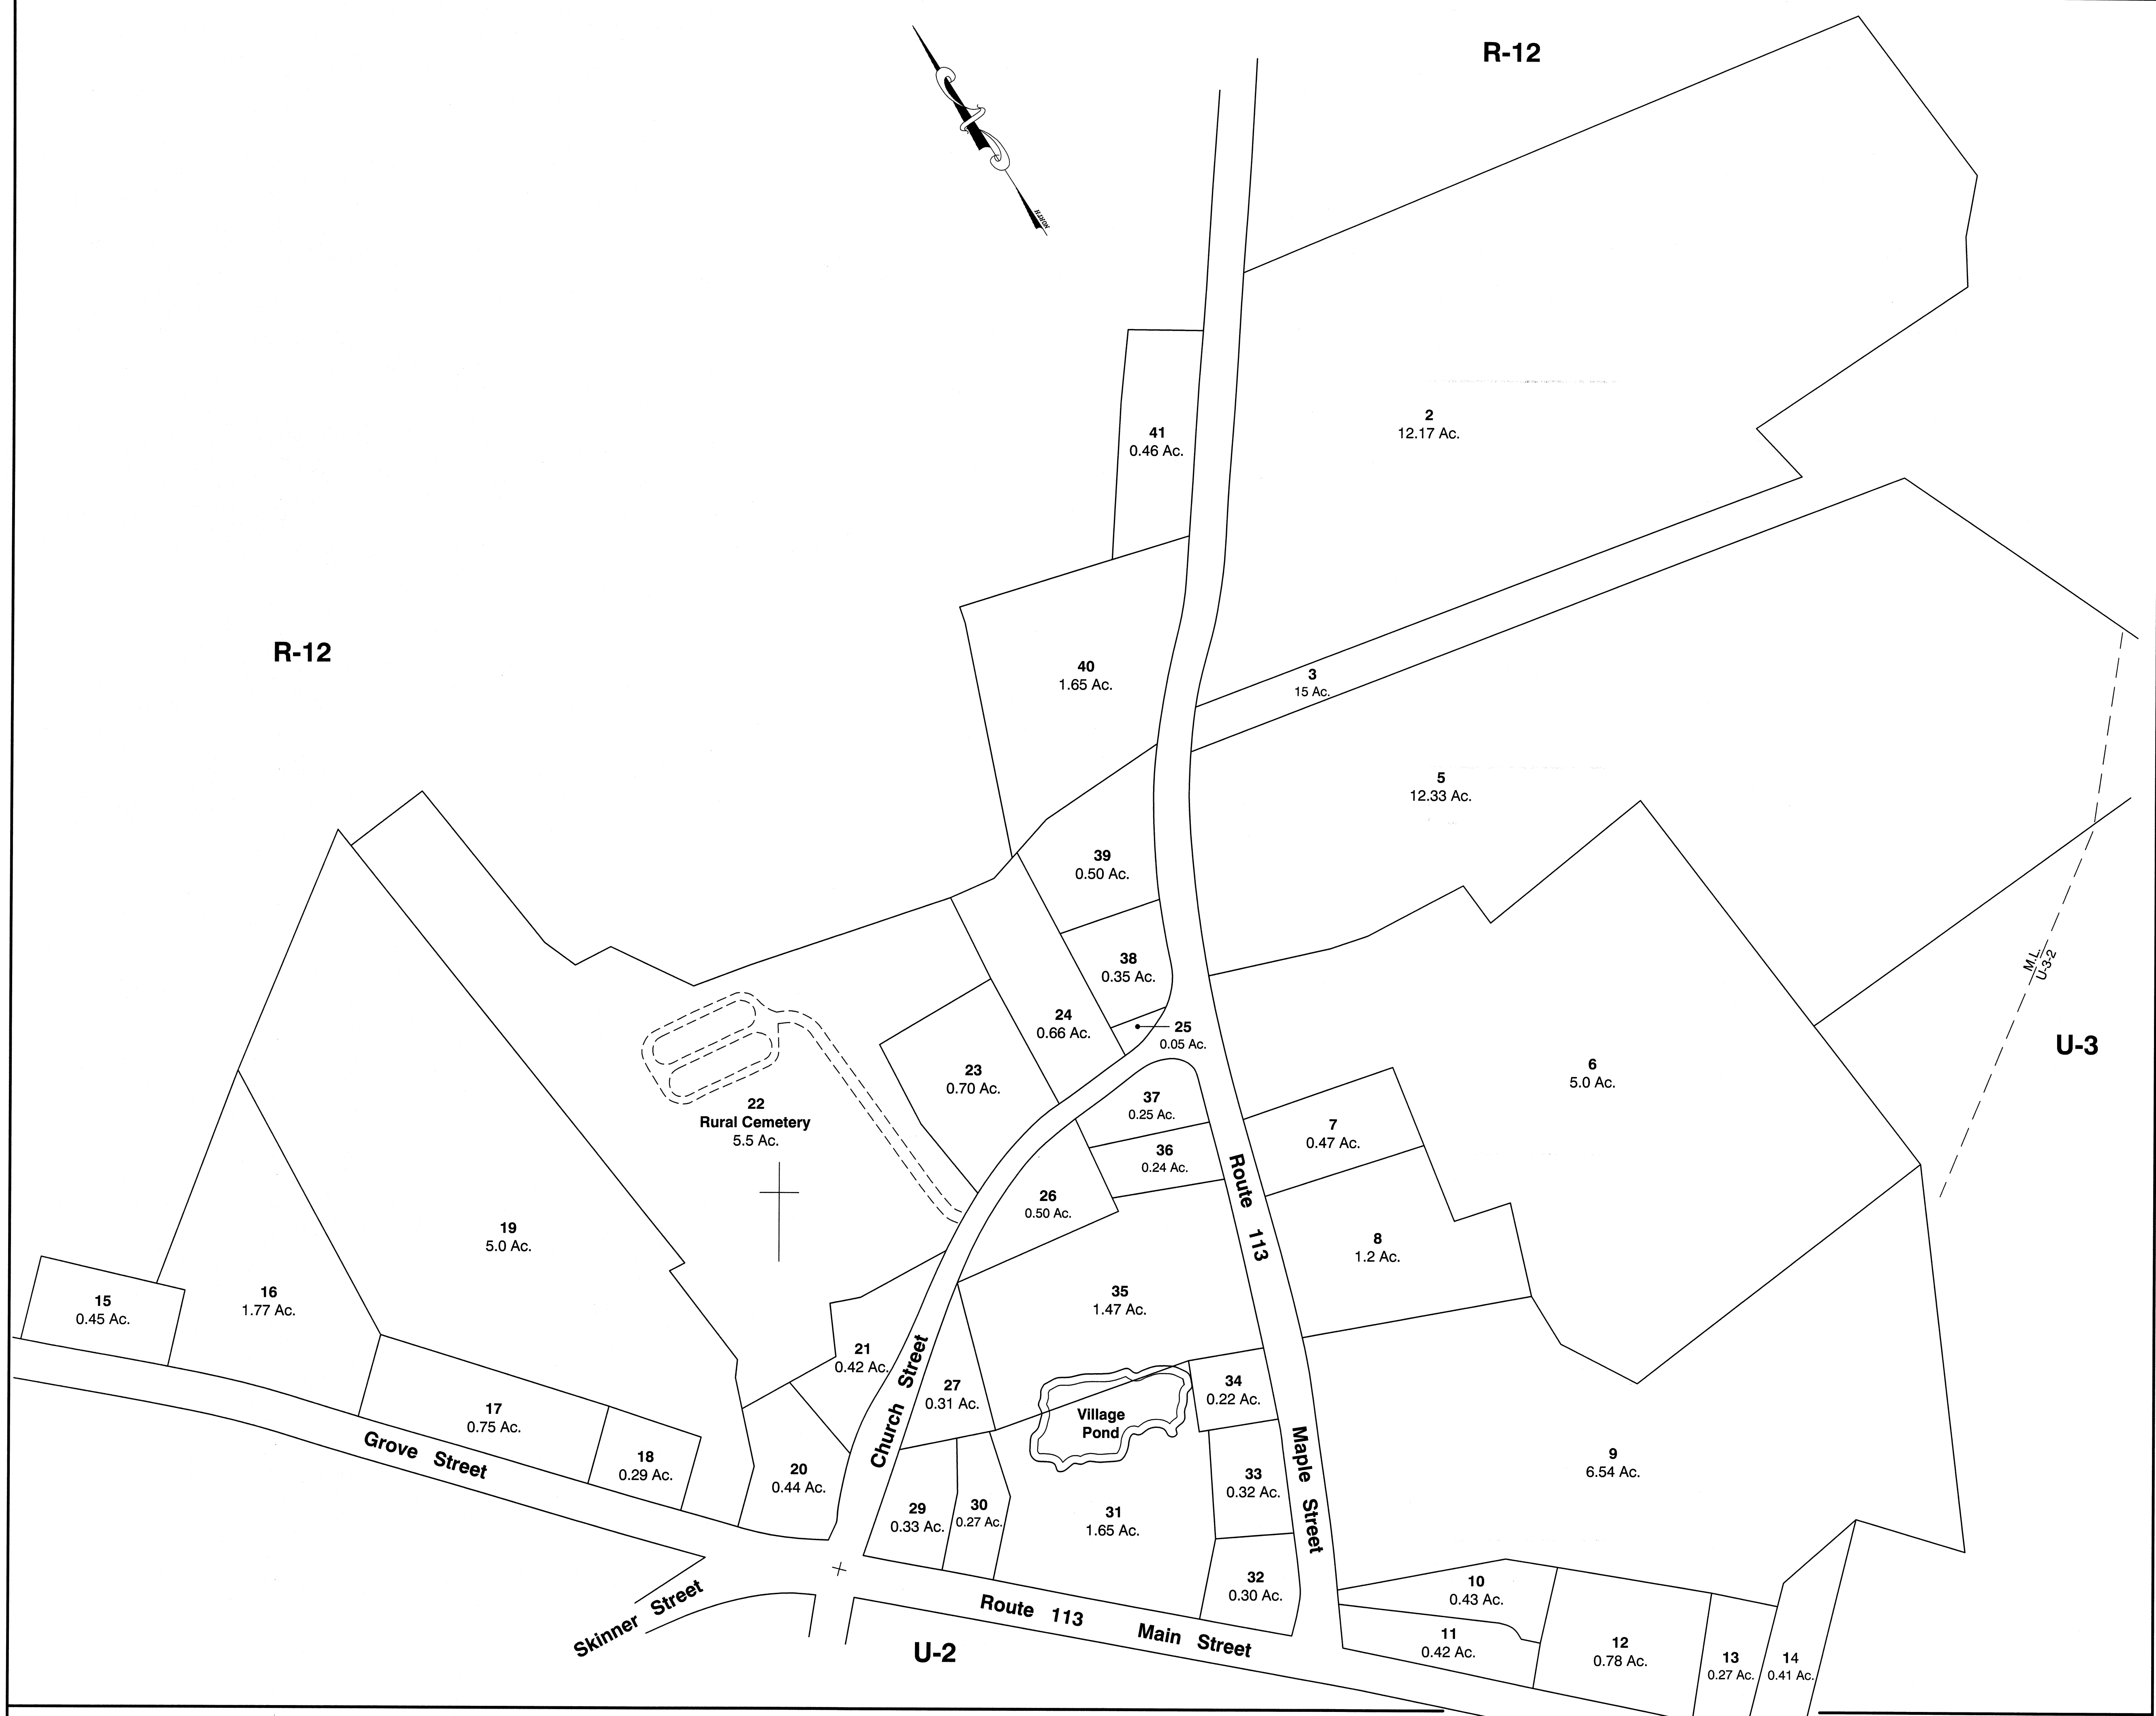 R-12
NORTH
2
12.17 Ac.
41
0.46 Ac.
R-12
40
1.65 Ac.
3
15 Ac.
5
12.33 Ac.
39
0.50 Ac.
38
0.35 Ac.
M.L.
U-3-2
24
0.66 Ac.
25
0.05 Ac.
U-3
6
5.0 Ac.
23
0.70 Ac.
22
Rural Cemetery
5.5 Ac.
37
0.25 Ac.
7
0.47 Ac.
36
0.24 Ac.
Route 113
26
0.50 Ac.
19
5.0 Ac.
8
1.2 Ac.
16
1.77 Ac.
15
0.45 Ac.
35
1.47 Ac.
21
0.42 Ac.
Church Street
27
0.31 Ac.
34
0.22 Ac.
Village
Pond
17
0.75 Ac.
Grove Street
18
0.29 Ac.
20
0.44 Ac.
Maple Street
9
6.54 Ac.
33
0.32 Ac.
29
0.33 Ac.
30
0.27 Ac.
31
1.65 Ac.
32
0.30 Ac.
10
0.43 Ac.
Skinner Street
Route 113 Main Street
11
0.42 Ac.
12
0.78 Ac.
13
0.27 Ac.
14
0.41 Ac.
U-2